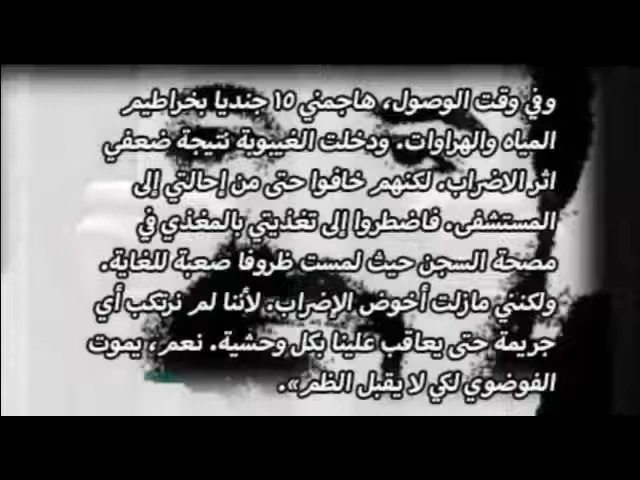 وفي وقت الوصول، هاجمني ١٥ جنديا بخراطيم
المياه والهراوات. ودخلت الغيبوبة نتيجة ضعفي
اثر الاضراب. لكنهم خافوا حتى من إحالتي إلى
المستشفى. فاضطروا إلى تغذيتي بالمغذي في
مصحة السجن حيث لمست ظروفا صعبة للغاية.
ولكنني مازلت أخوض الإضراب. لأننا لم نرتكب أي
جريمة حتى يعاقب علينا بكل وحشية. نعم، يموت
الفوضوي لكي لا يقبل الظم».